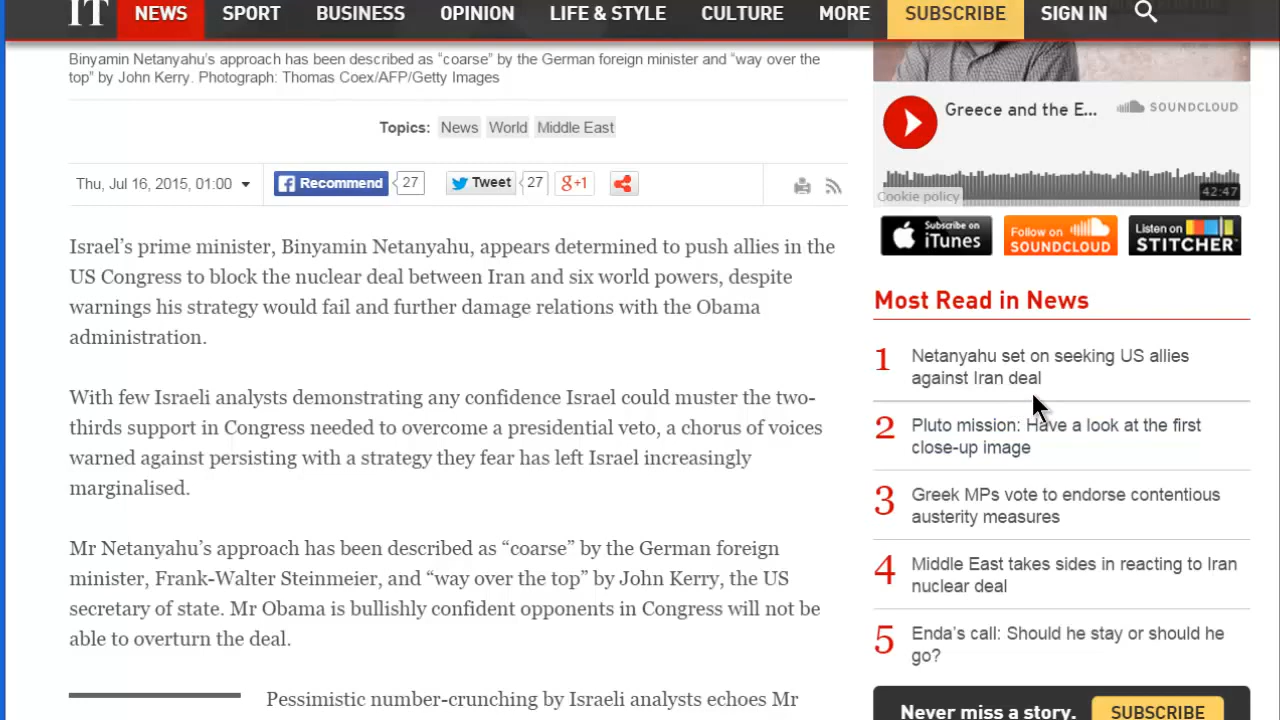 IT
NEWS
SPORT
BUSINESS
OPINION
LIFE & STYLE
CULTURE
MORE
SUBSCRIBE
SIGN IN
Binyamin Netanyahu's approach has been described as “coarse” by the German foreign minister and “way over the
top” by John Kerry. Photograph: Thomas Coex/AFP/Getty Images
Topics: News World Middle East
Thu, Jul 16, 2015, 01:00
Recommend 27
Tweet 27
g+1
Israel’s prime minister, Binyamin Netanyahu, appears determined to push allies in the
US Congress to block the nuclear deal between Iran and six world powers, despite
warnings his strategy would fail and further damage relations with the Obama
administration.
With few Israeli analysts demonstrating any confidence Israel could muster the two-
thirds support in Congress needed to overcome a presidential veto, a chorus of voices
warned against persisting with a strategy they fear has left Israel increasingly
marginalised.
Mr Netanyahu’s approach has been described as “coarse” by the German foreign
minister, Frank-Walter Steinmeier, and “way over the top” by John Kerry, the US
secretary of state. Mr Obama is bullishly confident opponents in Congress will not be
able to overturn the deal.
Pessimistic number-crunching by Israeli analysts echoes Mr
Greece and the E...
SOUNDCLOUD
Cookie policy
42:47
Subscribe on
iTunes
Follow on
SOUNDCLOUD
Listen on
STITCHER
Most Read in News
1 Netanyahu set on seeking US allies
against Iran deal
2 Pluto mission: Have a look at the first
close-up image
3 Greek MPs vote to endorse contentious
austerity measures
4 Middle East takes sides in reacting to Iran
nuclear deal
5 Enda’s call: Should he stay or should he
go?
Never miss a story.
SUBSCRIBE